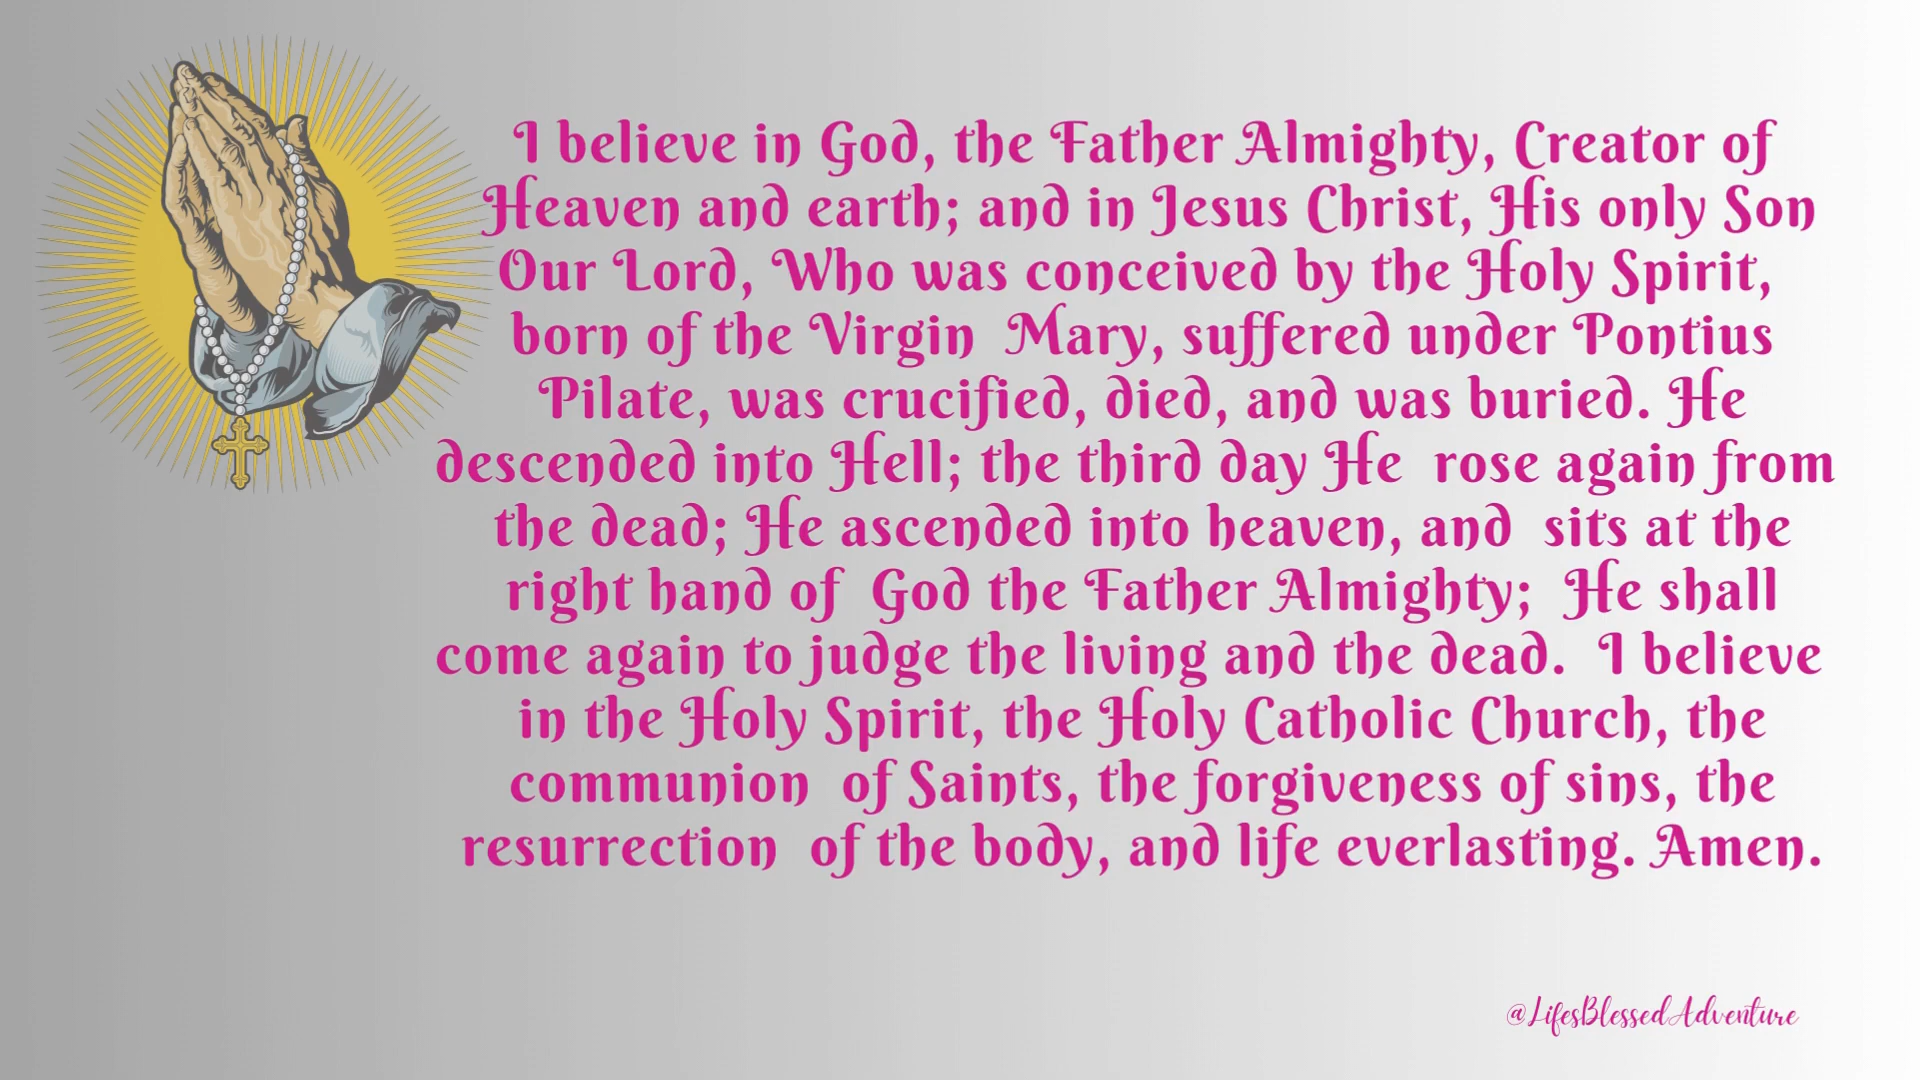 I believe in God, the Father Almighty, Creator of
Heaven and earth; and in Jesus Christ, His only Son
Our Lord, Who was conceived by the Holy Spirit,
born of the Virgin Mary, suffered under Pontius
Pilate, was crucified, died, and was buried. He
descended into Hell; the third day He rose again from
the dead; He ascended into heaven, and sits at the
right hand of God the Father Almighty; He shall
come again to judge the living and the dead. I believe
in the Holy Spirit, the Holy Catholic Church, the
communion of Saints, the forgiveness of sins, the
resurrection of the body, and life everlasting. Amen.
@LifesBlessedAdventure